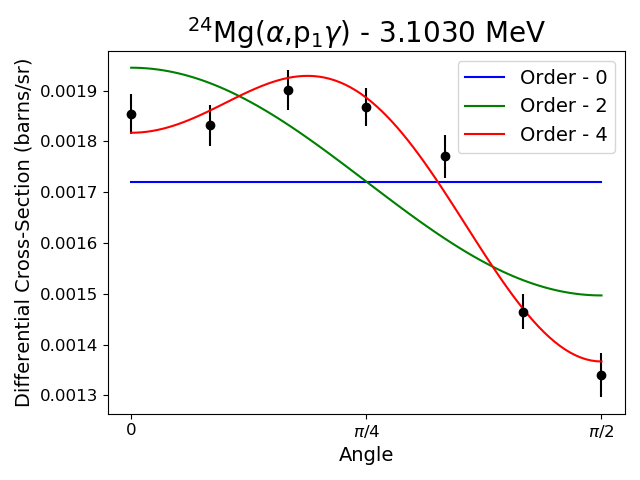 ²⁴Mg(α,p₁γ) - 3.1030 MeV
Differential Cross-Section (barns/sr)
0.0019
0.0018
0.0017
0.0016
0.0015
0.0014
0.0013
Order - 0
Order - 2
Order - 4
0
π/4
π/2
Angle